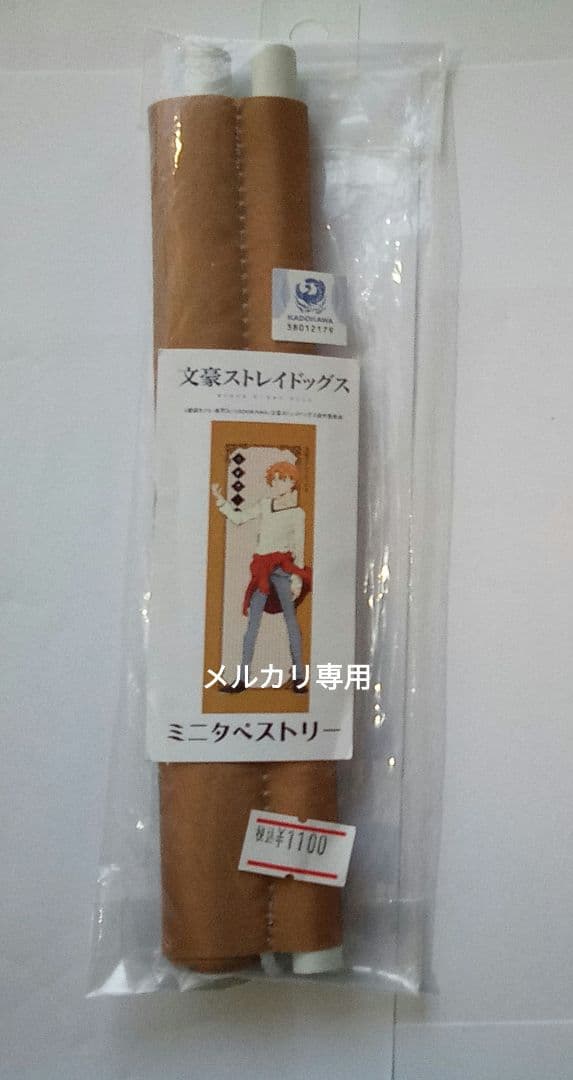 KADOKAWA
58012179
文豪ストレイドッグス
メルカリ専用
ミニタペストリー
税込¥1100